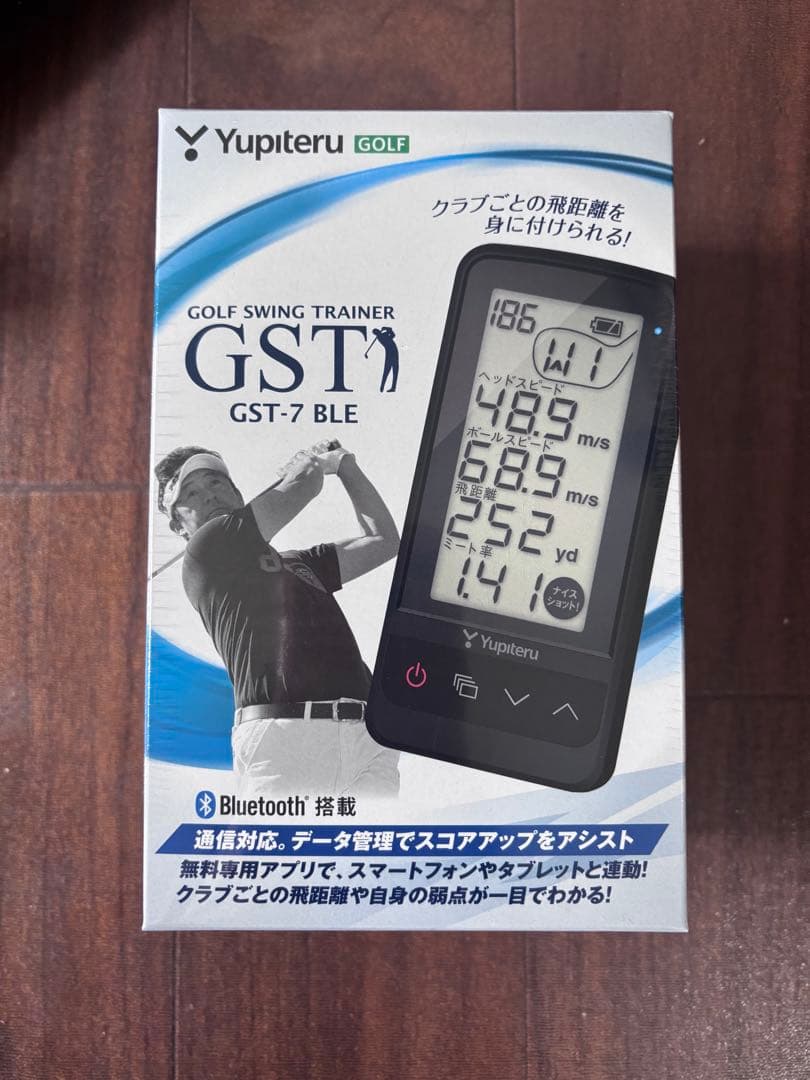 Yupiteru GOLF
クラブごとの飛距離を
身に付けられる!
GOLF SWING TRAINER
GST
GST-7 BLE
186
W1
ヘッドスピード
48.9 m/s
ボールスピード
68.9 m/s
飛距離
252 yd
ミート率
1.41
ナイス
ショット!
Yupiteru
Bluetooth® 搭載
通信対応。データ管理でスコアアップをアシスト
無料専用アプリで、スマートフォンやタブレットと連動!
クラブごとの飛距離や自身の弱点が一目でわかる!